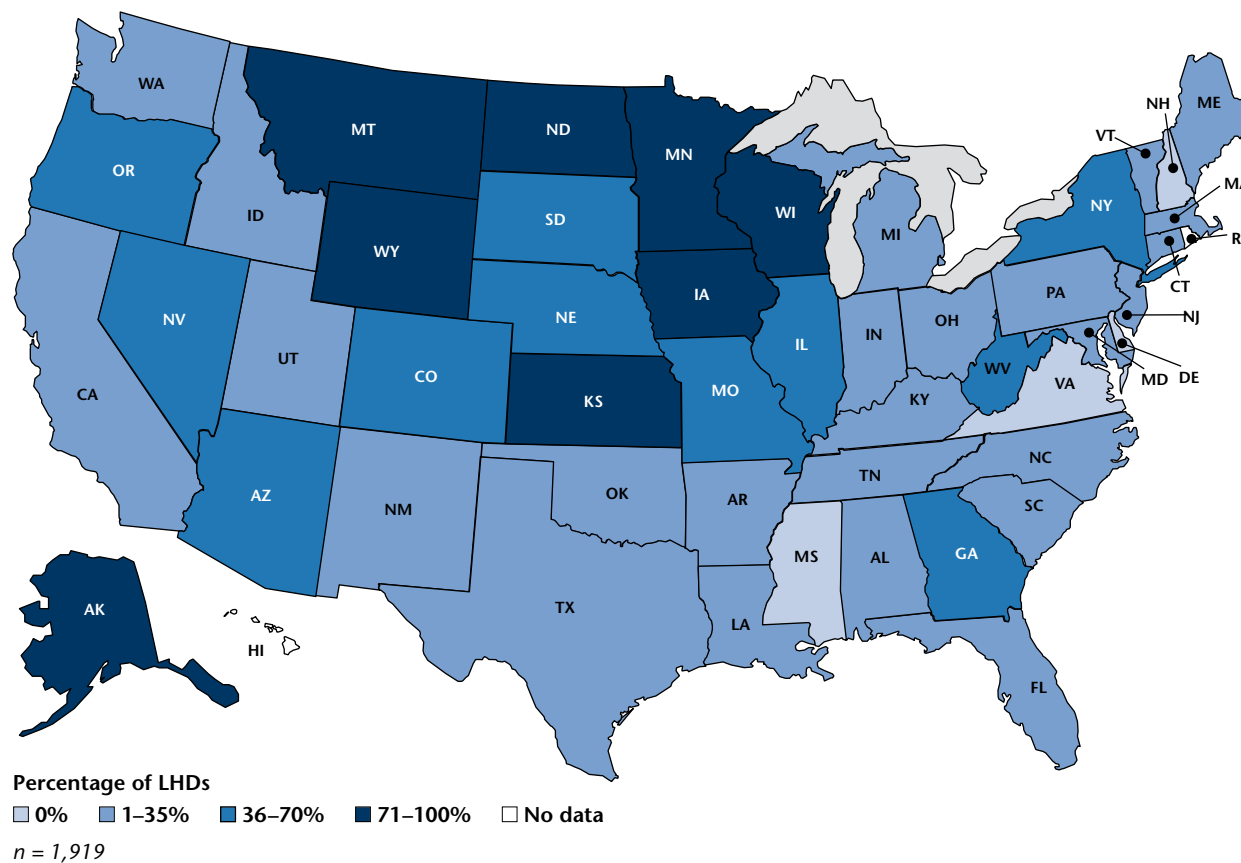 WA
MT
ND
MN
VT
NH
ME
OR
ID
SD
WI
NY
MA
MI
R
WY
CT
IA
PA
NE
NJ
NV
UT
CO
IL
IN
OH
WV
MD
DE
CA
KS
MO
KY
VA
NC
TN
AZ
NM
OK
AR
SC
MS
AL
GA
TX
LA
AK
HI
FL
Percentage of LHDs
0% 1–35% 36–70% 71–100% No data
n = 1,919